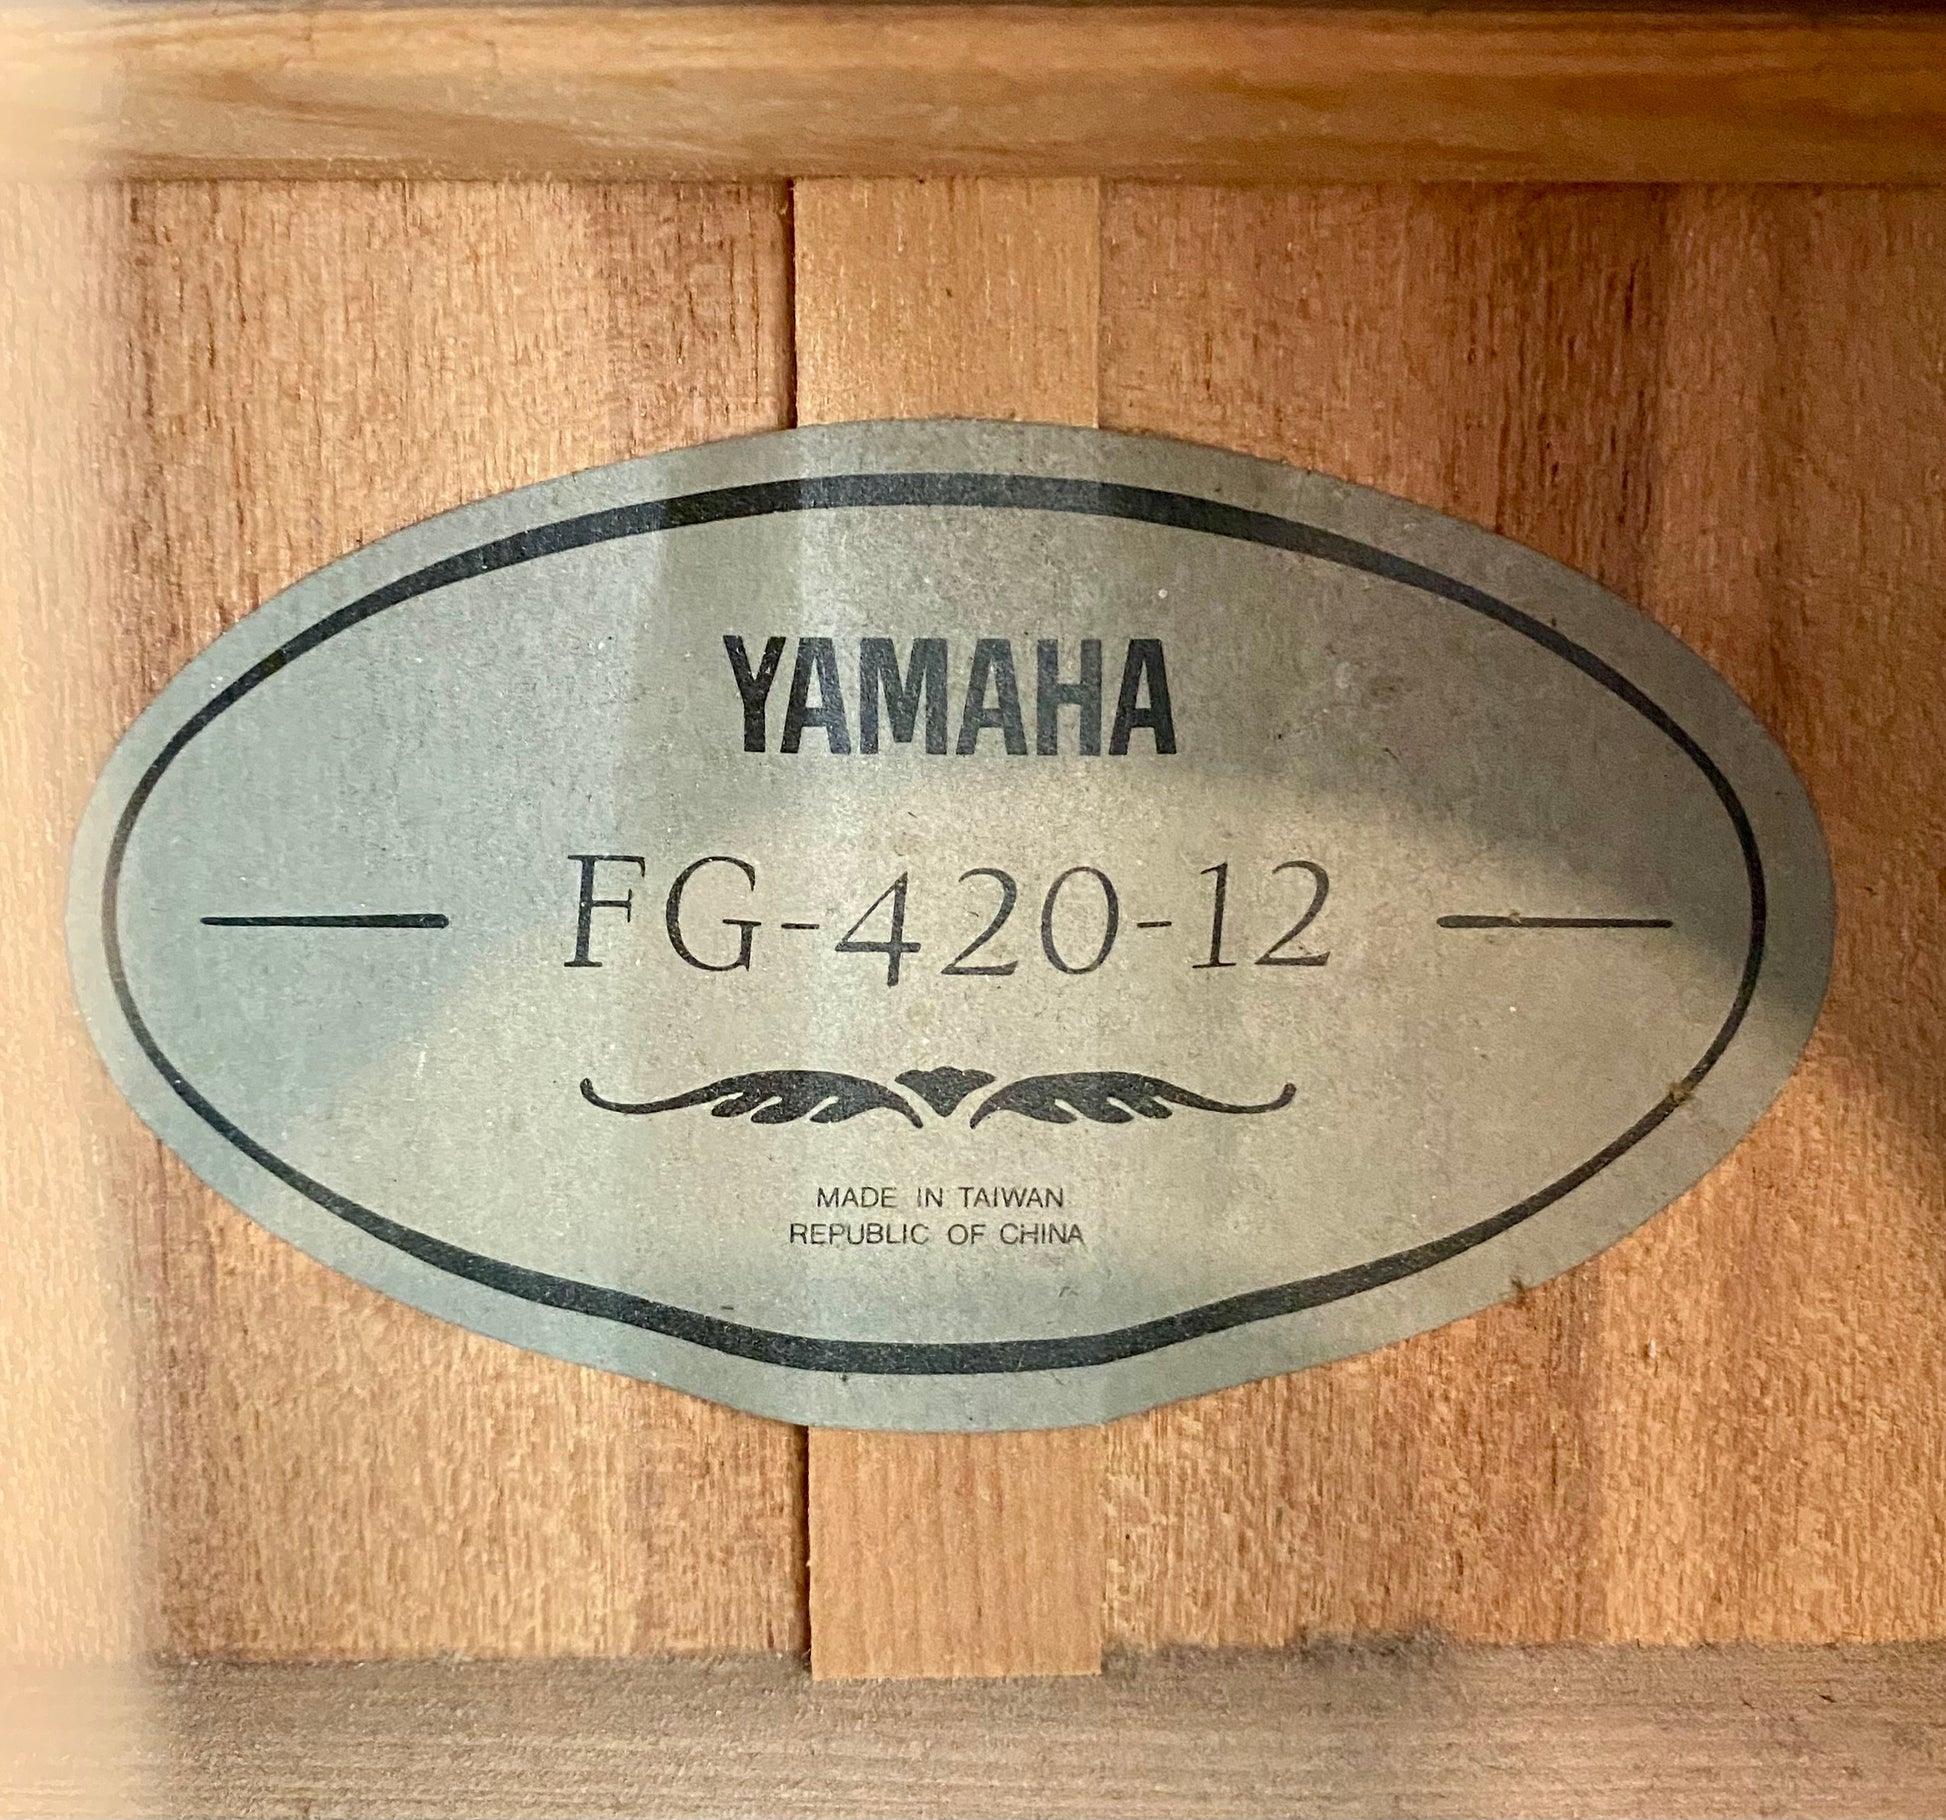 YAMAHA
FG-420-12
MADE IN TAIWAN
REPUBLIC OF CHINA